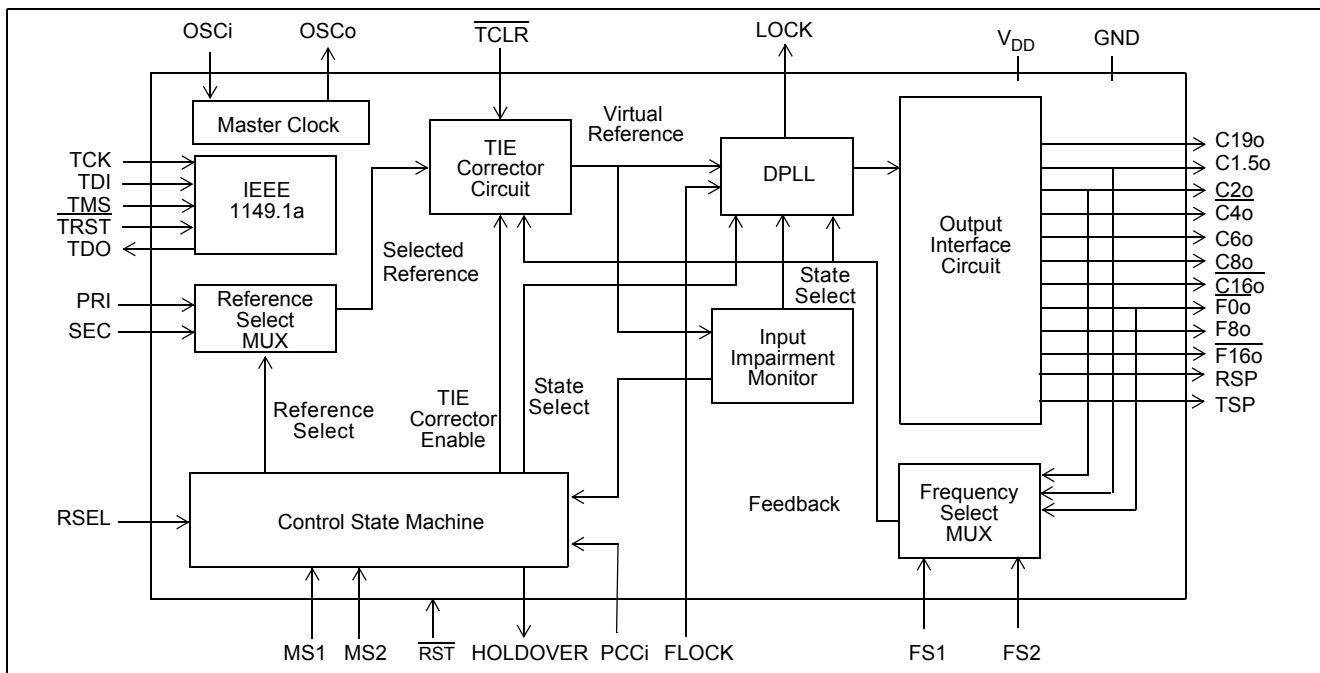 OSCi
OSCo
TCLR
LOCK
VDD
GND
Master Clock
TCK
TDI
TMS
TRST
TDO
IEEE
1149.1a
TIE
Corrector
Circuit
Virtual
Reference
DPLL
Output
Interface
Circuit
C19o
C1.5o
C2o
C4o
C6o
C8o
C16o
F0o
F8o
F16o
RSP
TSP
Selected
Reference
PRI
SEC
Reference
Select
MUX
State
Select
Input
Impairment
Monitor
Reference
Select
TIE
Corrector
Enable
State
Select
RSEL
Control State Machine
Feedback
Frequency
Select
MUX
MS1
MS2
RST
HOLDOVER
PCCi
FLOCK
FS1
FS2